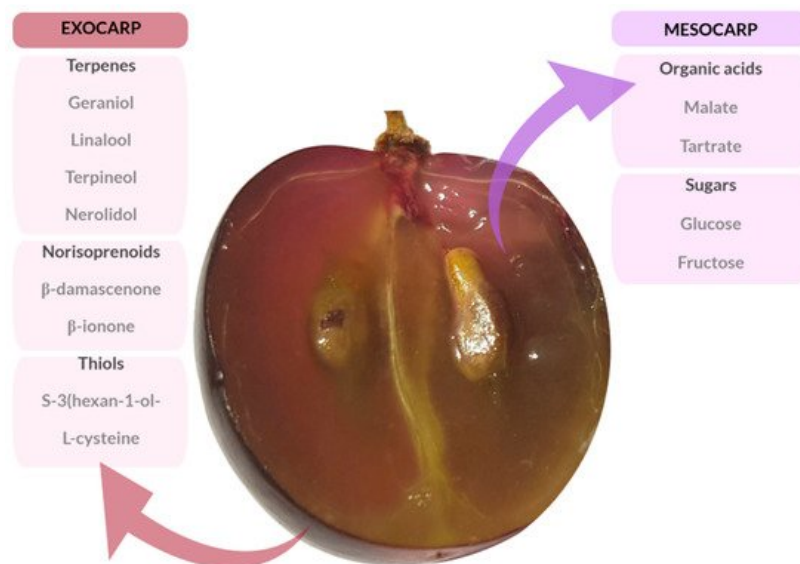 EXOCARP
Terpenes
Geraniol
Linalool
Terpineol
Nerolidol
Norisoprenoids
β-damascenone
β-ionone
Thiols
S-3(hexan-1-ol-
L-cysteine
MESOCARP
Organic acids
Malate
Tartrate
Sugars
Glucose
Fructose